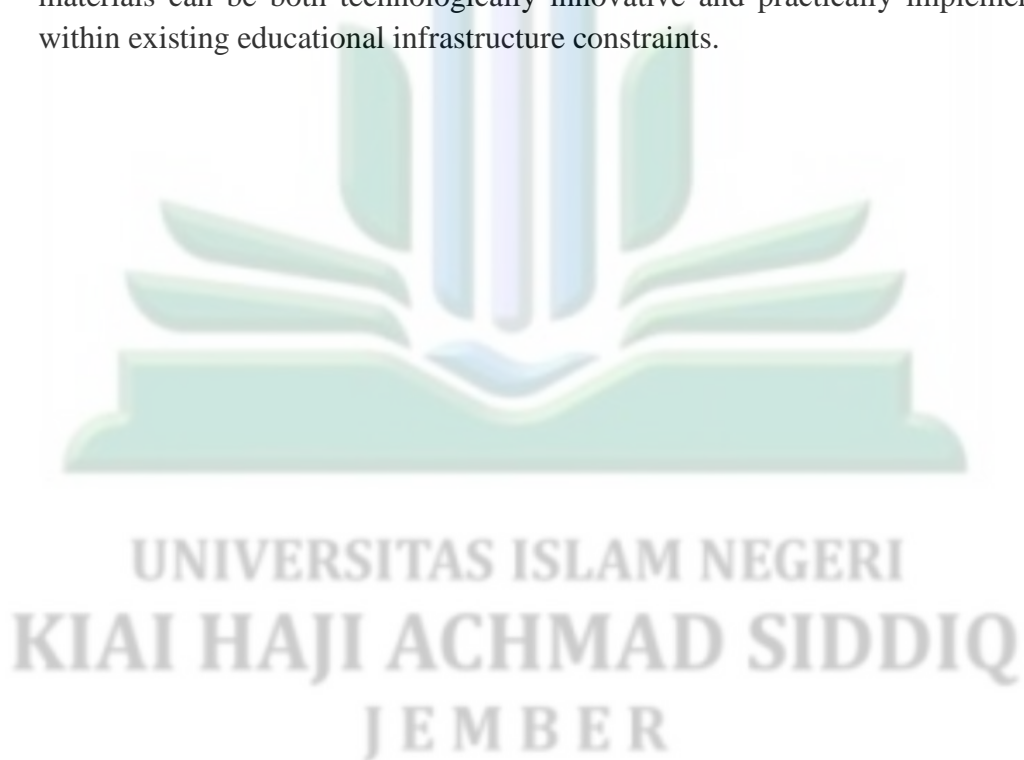 materials can be both technologically innovative and practically implemen
within existing educational infrastructure constraints.
UNIVERSITAS ISLAM NEGERI
KIAI HAJI ACHMAD SIDDIQ
JEMBER